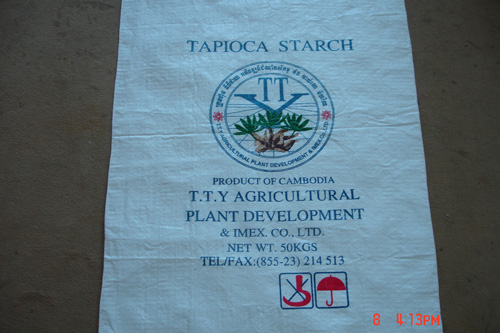 TAPIOCA STARCH
TTY
T.T.Y AGRICULTURAL PLANT DEVELOPMENT & IMEX CO., LTD.
PRODUCT OF CAMBODIA
T.T.Y AGRICULTURAL
PLANT DEVELOPMENT
& IMEX. CO., LTD.
NET WT. 50KGS
TEL/FAX:(855-23) 214 513
8 4:13PM